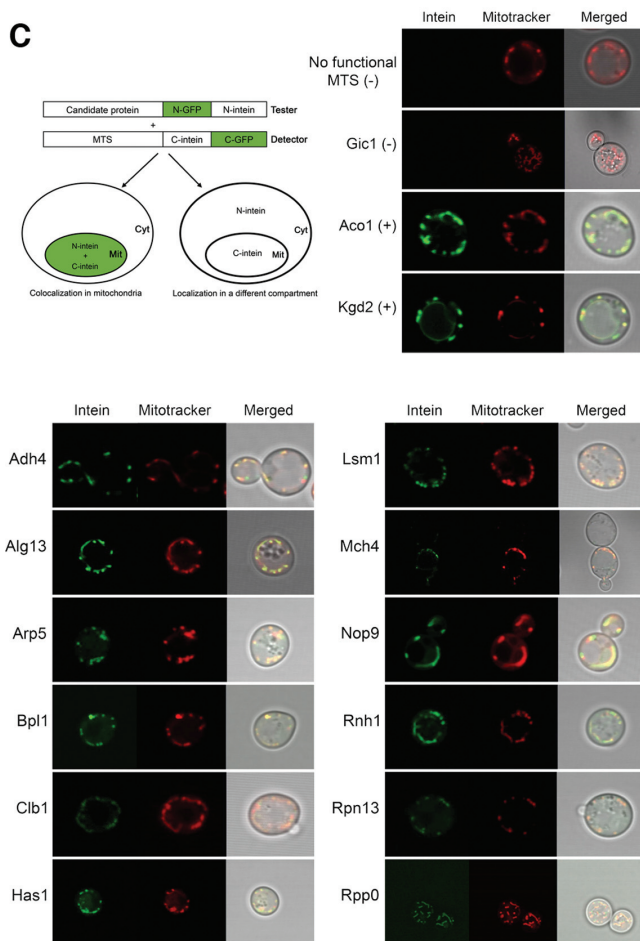 C
Intein Mitotracker Merged
No functional
MTS (-)
Gic1 (-)
Aco1 (+)
Kgd2 (+)
Candidate protein N-GFP N-intein Tester
+
MTS C-intein C-GFP Detector
N-intein
+
C-intein
Mit
Cyt
Colocalization in mitochondria
N-intein
C-intein
Mit
Cyt
Localization in a different compartment
Intein Mitotracker Merged
Adh4
Alg13
Arp5
Bpl1
Clb1
Has1
Intein Mitotracker Merged
Lsm1
Mch4
Nop9
Rnh1
Rpn13
Rpp0